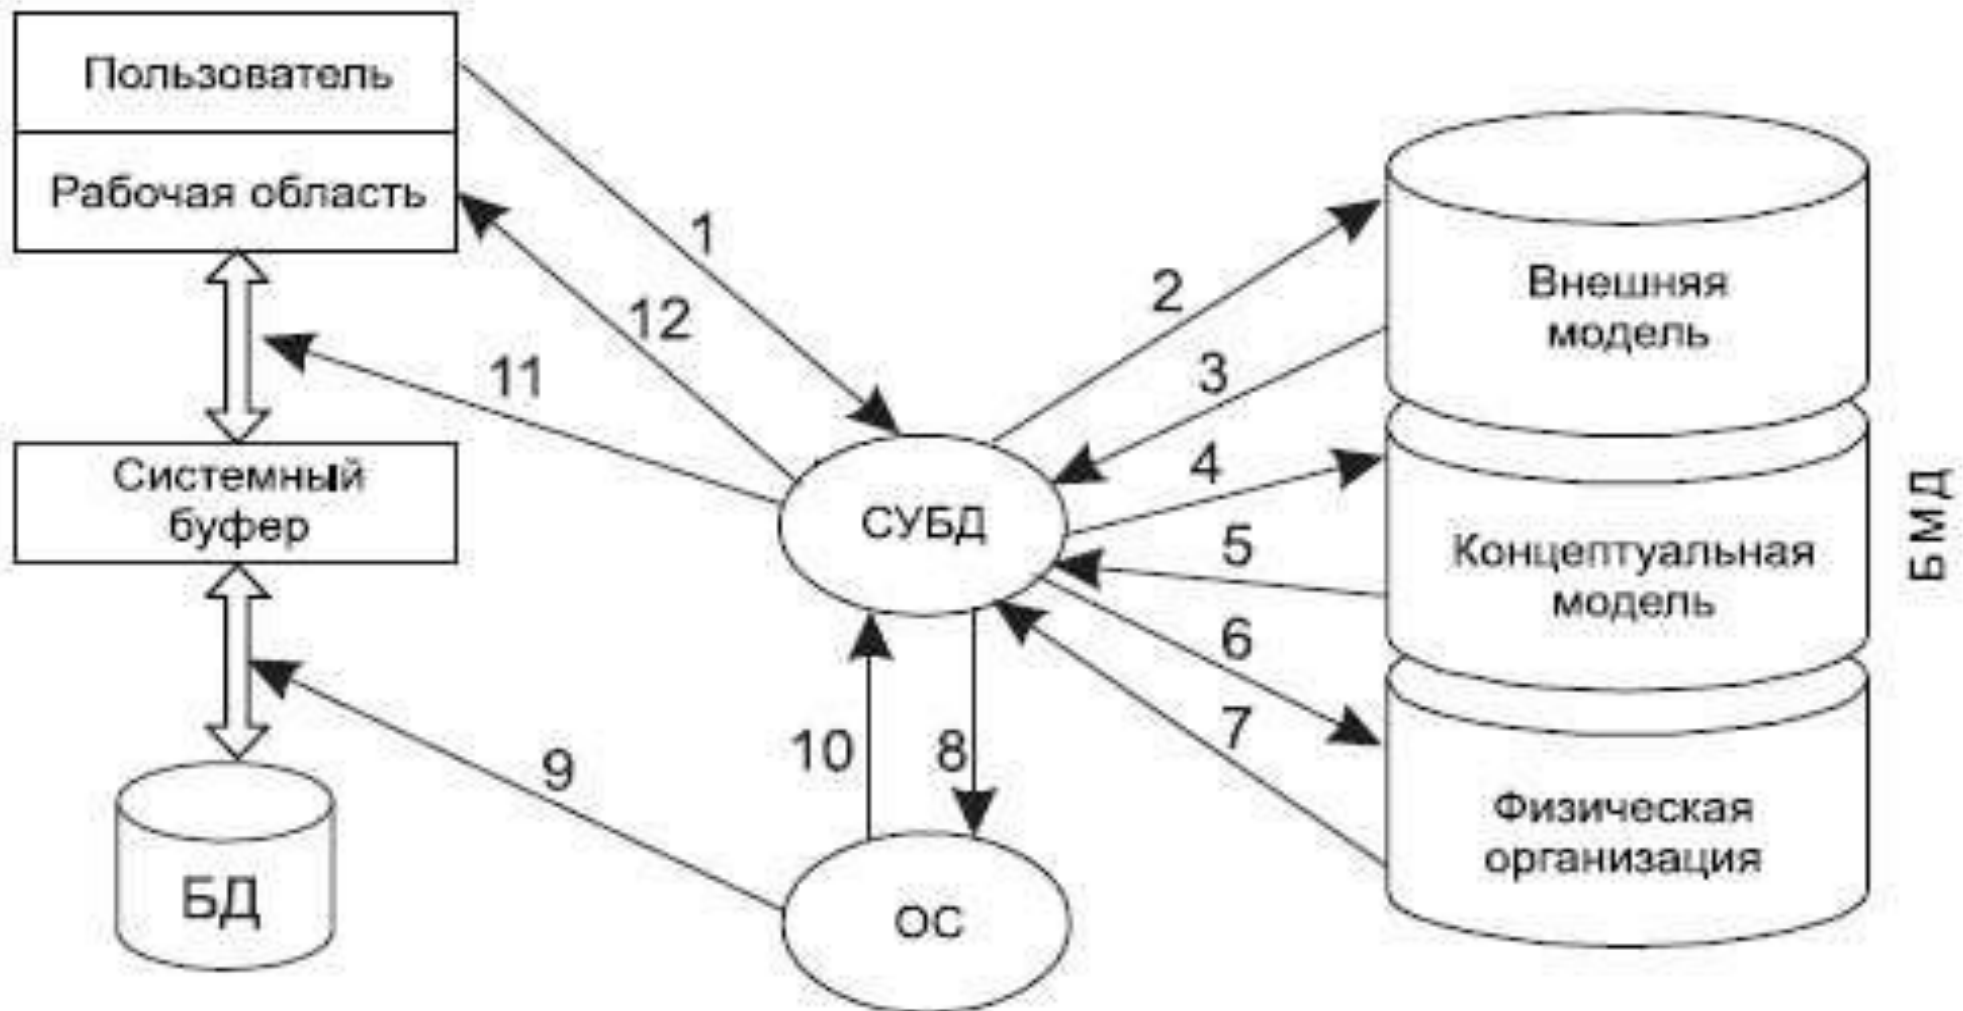 Пользователь
Рабочая область
1
12
11
2
3
4
5
6
7
Внешняя
модель
Системный
буфер
СУБД
Концептуальная
модель
БМД
9
10
8
Физическая
организация
БД
ОС